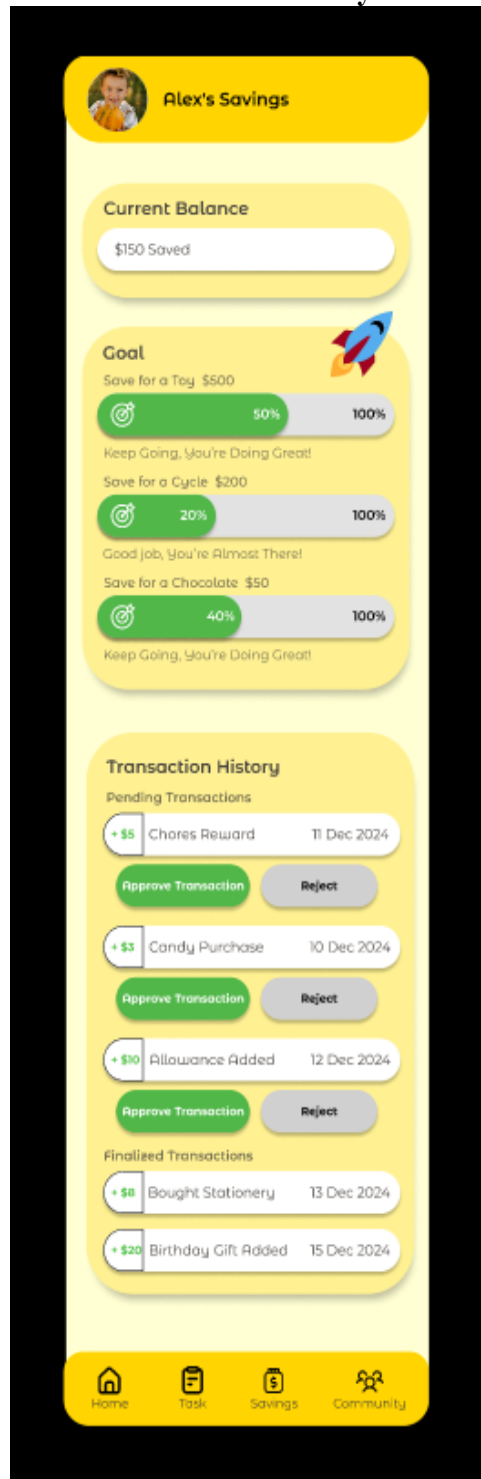 Alex's Savings
Current Balance
$150 Saved
Goal
Save for a Toy $500
50% 100%
Keep Going, You're Doing Great!
Save for a Cycle $200
20% 100%
Good job, You're Almost There!
Save for a Chocolate $50
40% 100%
Keep Going, You're Doing Great!
Transaction History
Pending Transactions
+ $5 Chores Reward 11 Dec 2024
Approve Transaction Reject
+ $3 Candy Purchase 10 Dec 2024
Approve Transaction Reject
+ $10 Allowance Added 12 Dec 2024
Approve Transaction Reject
Finalized Transactions
+ $8 Bought Stationery 13 Dec 2024
+ $20 Birthday Gift Added 15 Dec 2024
Home Task Savings Community